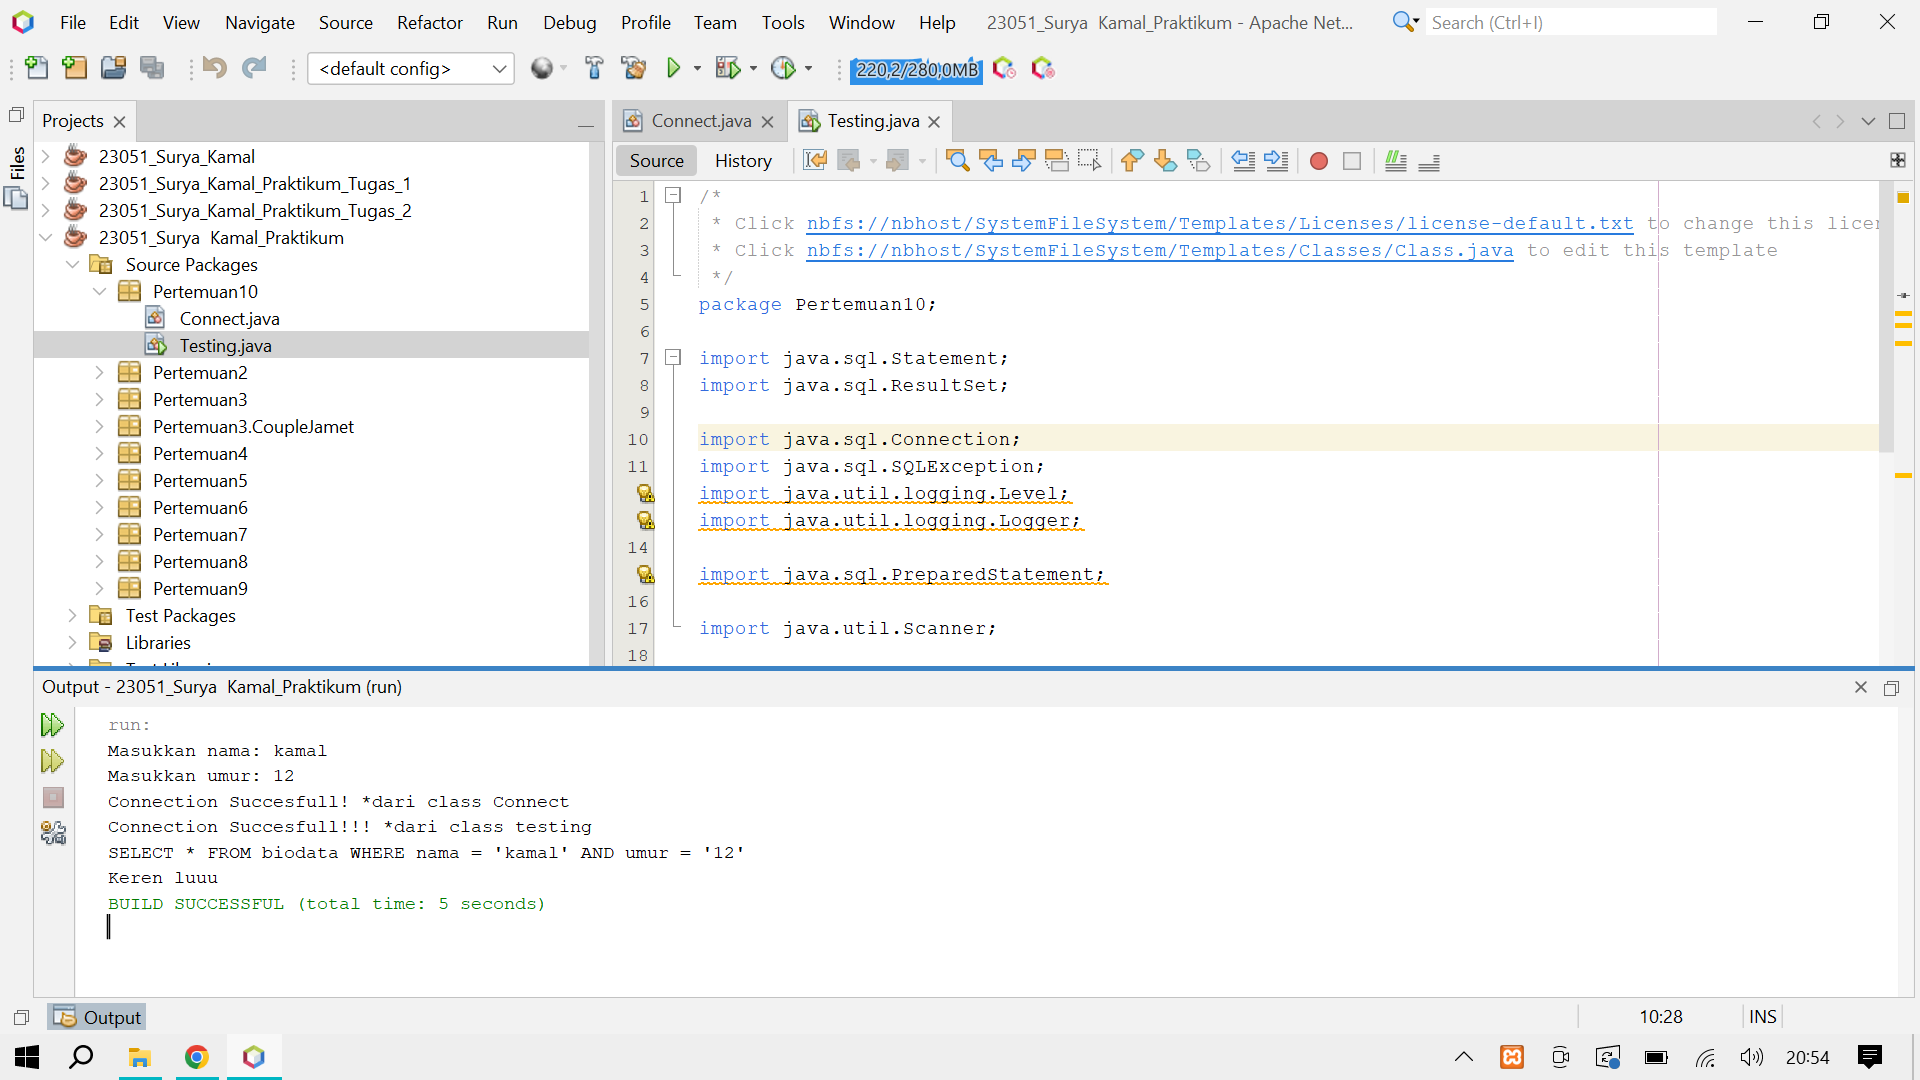 File Edit View Navigate Source Refactor Run Debug Profile Team Tools Window Help 23051_Surya Kamal_Praktikum - Apache Net... Search (Ctrl+I)
<default config> 220,2/280,0MB
Files
Projects
23051_Surya_Kamal
23051_Surya_Kamal_Praktikum_Tugas_1
23051_Surya_Kamal_Praktikum_Tugas_2
23051_Surya Kamal_Praktikum
Source Packages
Pertemuan10
Connect.java
Testing.java
Pertemuan2
Pertemuan3
Pertemuan3.CoupleJamet
Pertemuan4
Pertemuan5
Pertemuan6
Pertemuan7
Pertemuan8
Pertemuan9
Test Packages
Libraries
Connect.java Testing.java
Source History
1 /*
2 * Click nbfs://nbhost/SystemFileSystem/Templates/Licenses/license-default.txt to change this licen
3 * Click nbfs://nbhost/SystemFileSystem/Templates/Classes/Class.java to edit this template
4 */
5 package Pertemuan10;
6
7 import java.sql.Statement;
8 import java.sql.ResultSet;
9
10 import java.sql.Connection;
11 import java.sql.SQLException;
import java.util.logging.Level;
import java.util.logging.Logger;
14
import java.sql.PreparedStatement;
16
17 import java.util.Scanner;
18
Output - 23051_Surya Kamal_Praktikum (run)
run:
Masukkan nama: kamal
Masukkan umur: 12
Connection Succesfull! *dari class Connect
Connection Succesfull!!! *dari class testing
SELECT * FROM biodata WHERE nama = 'kamal' AND umur = '12'
Keren luuu
BUILD SUCCESSFUL (total time: 5 seconds)
Output 10:28 INS
20:54